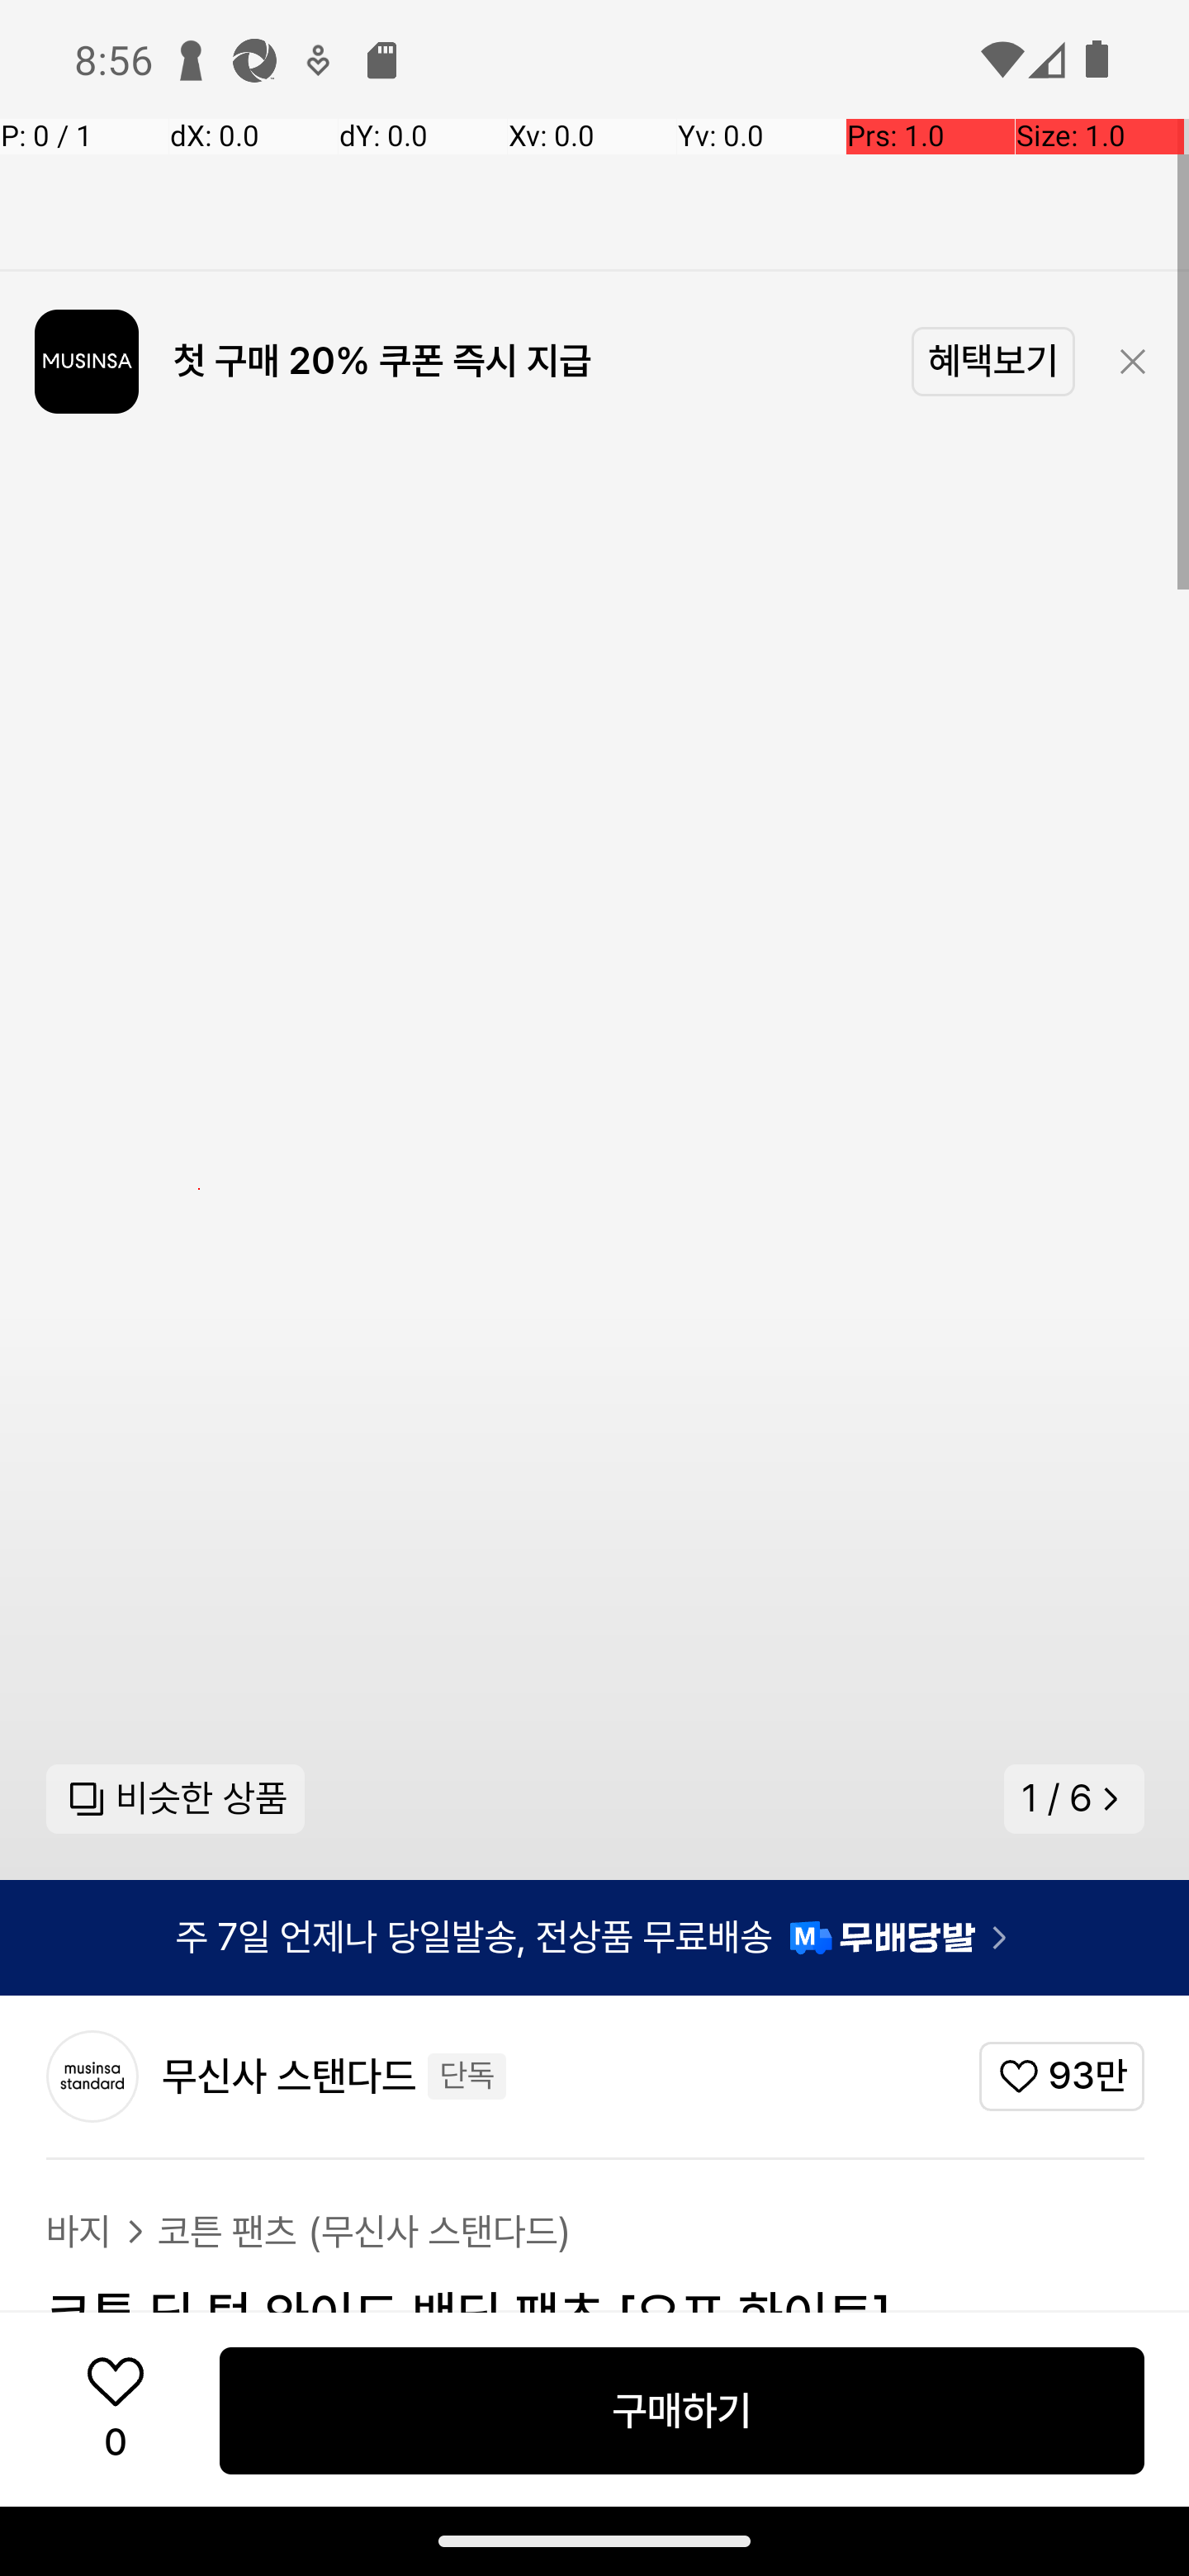 8:56
P: 0 / 1 dX: 0.0 dY: 0.0 Xv: 0.0 Yv: 0.0 Prs: 1.0 Size: 1.0
MUSINSA 첫 구매 20% 쿠폰 즉시 지급 혜택보기
비슷한 상품 1 / 6
주 7일 언제나 당일발송, 전상품 무료배송 M 무배당발
musinsa standard 무신사 스탠다드 단독 93만
바지 > 코튼 팬츠 (무신사 스탠다드)
구매하기
0